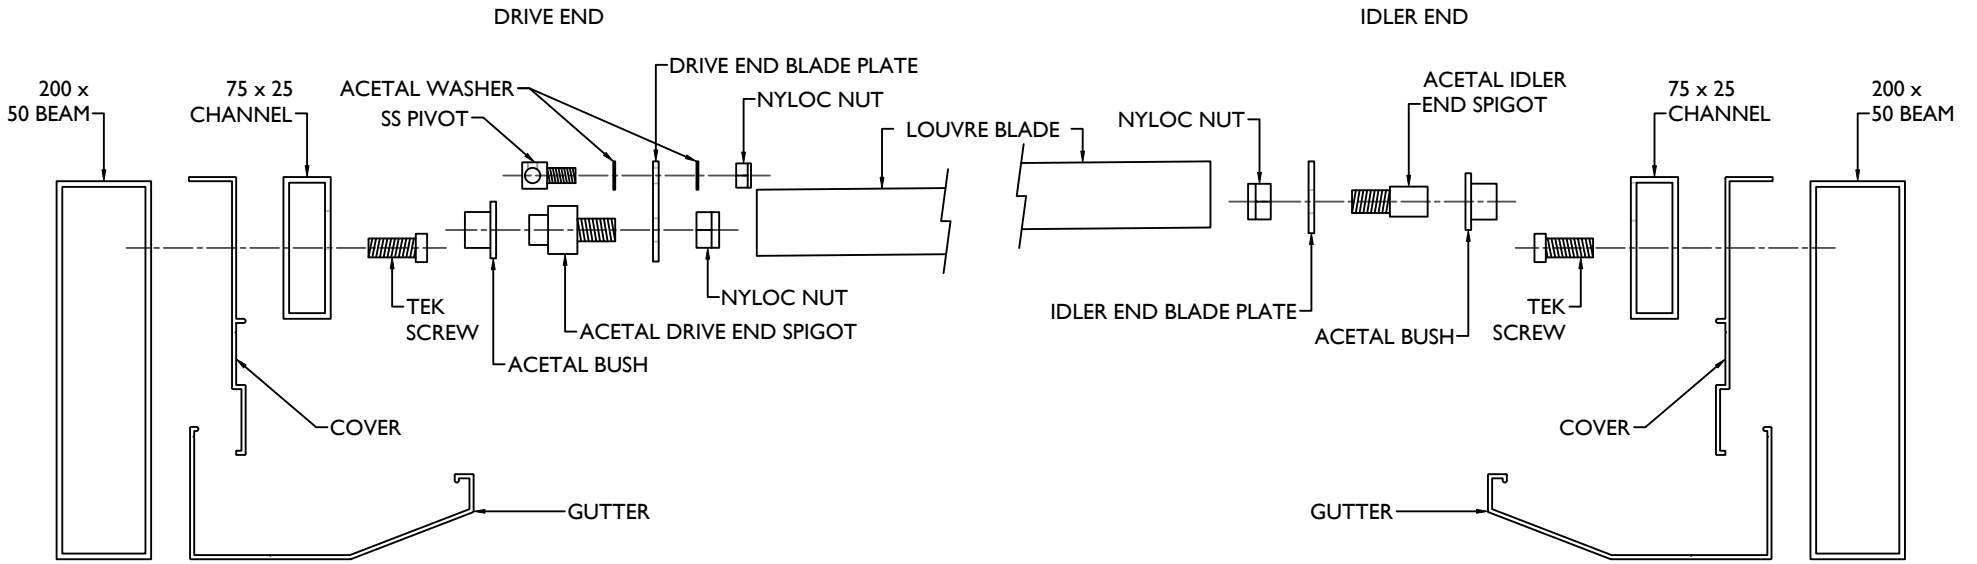 DRIVE END
IDLER END
DRIVE END BLADE PLATE
ACETAL WASHER
NYLOC NUT
SS PIVOT
200 x
50 BEAM
75 x 25
CHANNEL
LOUVRE BLADE
NYLOC NUT
ACETAL IDLER
END SPIGOT
75 x 25
CHANNEL
200 x
50 BEAM
TEK
SCREW
NYLOC NUT
ACETAL DRIVE END SPIGOT
ACETAL BUSH
IDLER END BLADE PLATE
ACETAL BUSH
TEK
SCREW
COVER
COVER
GUTTER
GUTTER